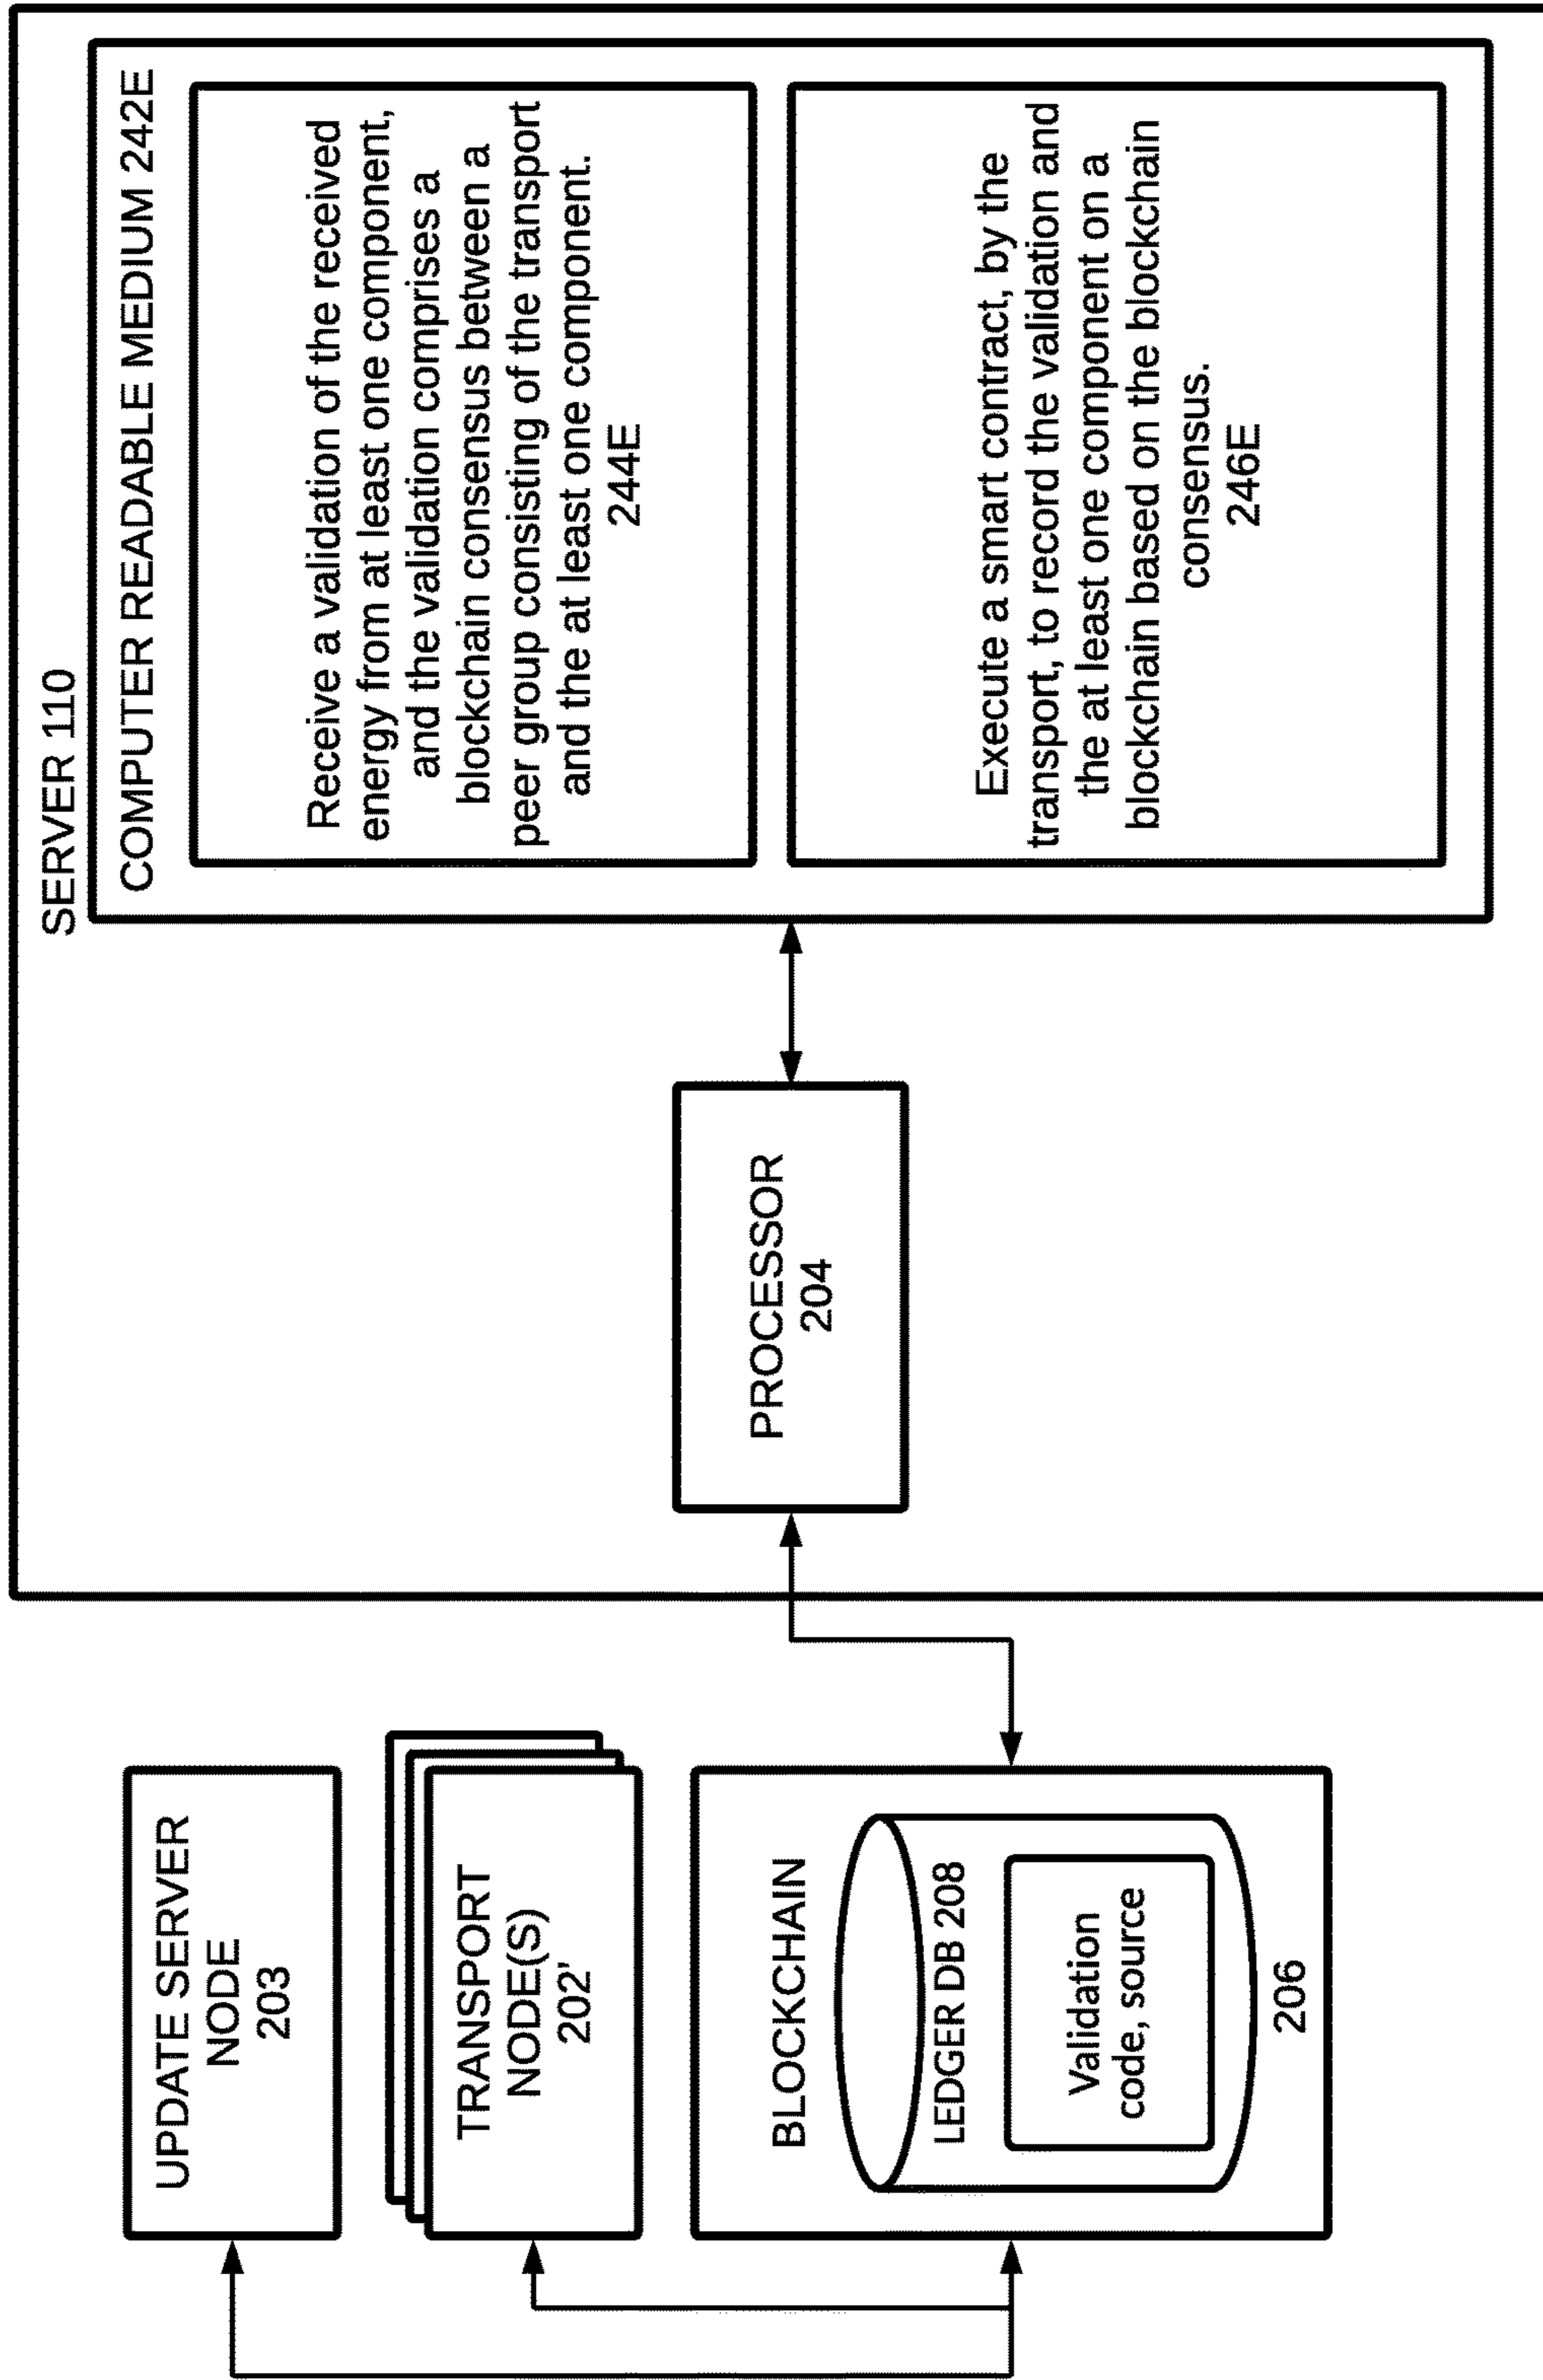 UPDATE SERVER
NODE
203
TRANSPORT
NODE(S)
202'
BLOCKCHAIN
LEDGER DB 208
Validation
code, source
206
PROCESSOR
204
SERVER 110
COMPUTER READABLE MEDIUM 242E
Receive a validation of the received
energy from at least one component,
and the validation comprises a
blockchain consensus between a
peer group consisting of the transport
and the at least one component.
244E
Execute a smart contract, by the
transport, to record the validation and
the at least one component on a
blockchain based on the blockchain
consensus.
246E